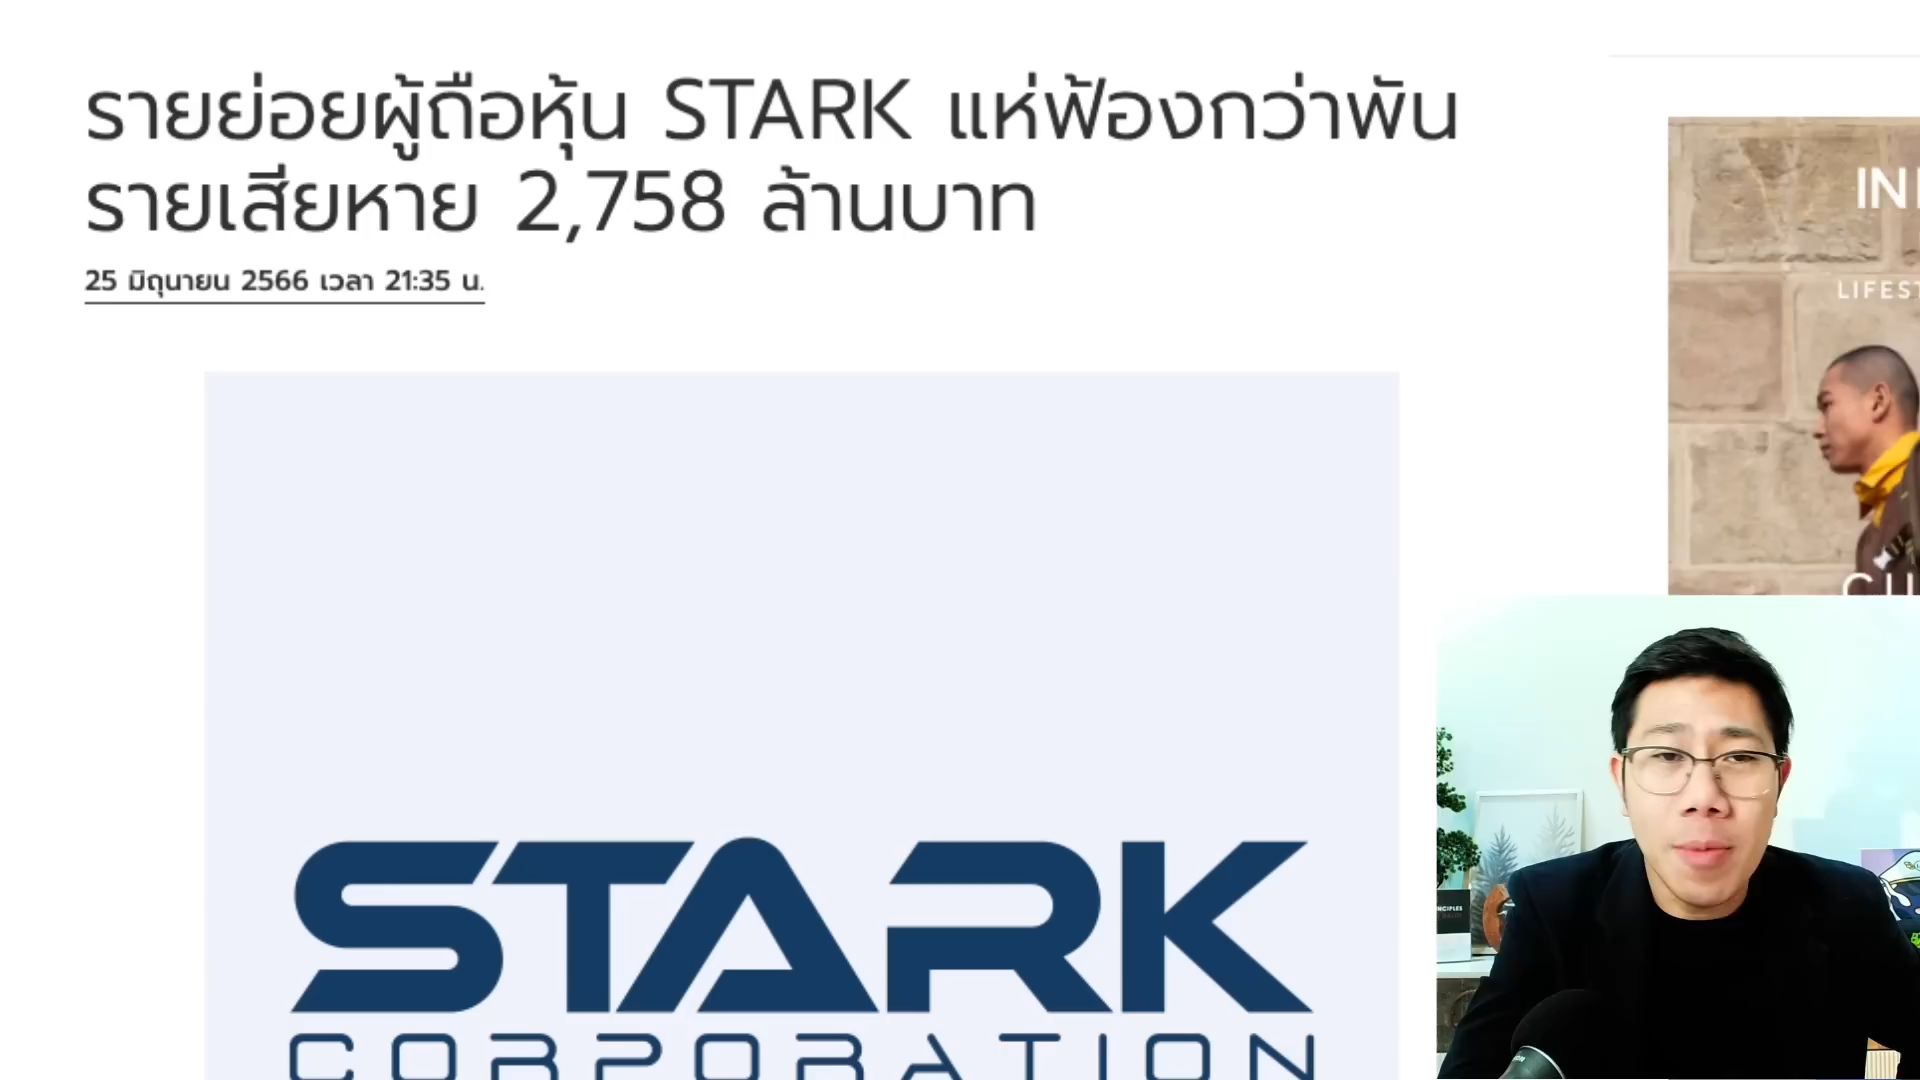 รายย่อยผู้ถือหุ้น STARK แห่ฟ้องกว่าพัน
รายเสียหาย 2,758 ล้านบาท
25 มิถุนายน 2566 เวลา 21:35 น.
STARK
CORPORATION